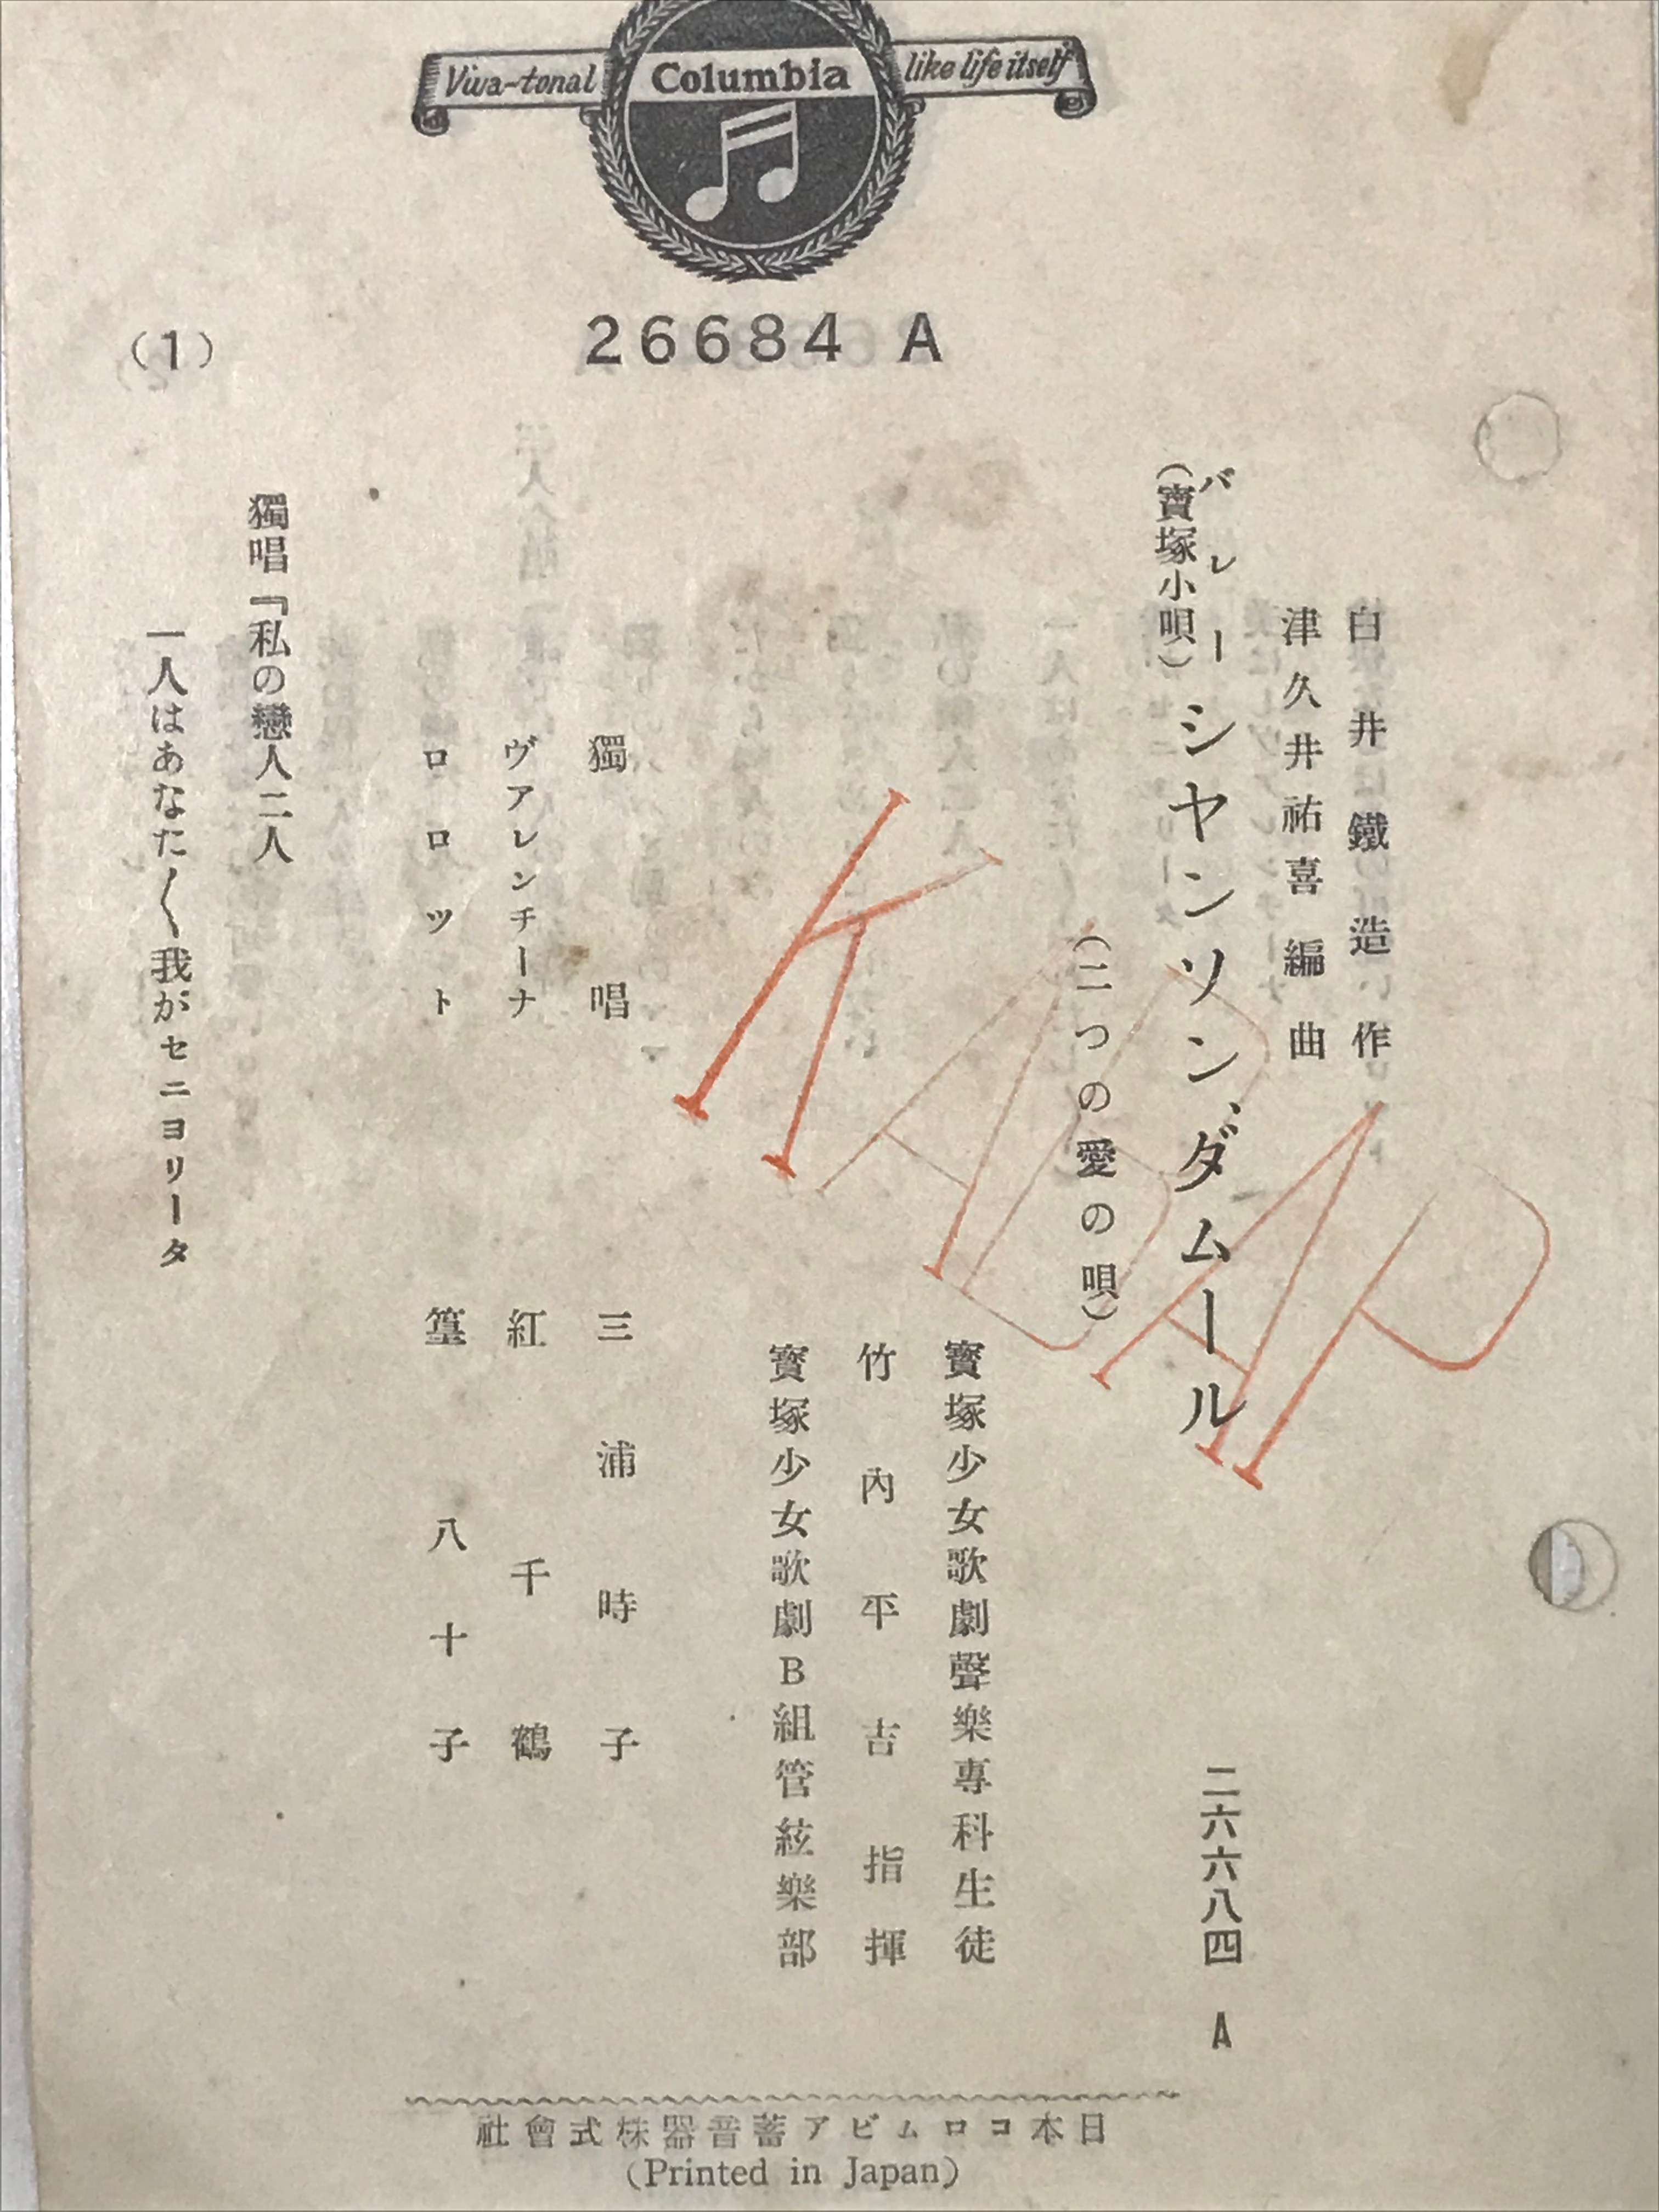 Viva-tonal Columbia like life itself
26684 A
(1)
白井鐵造作
津久井祐喜編曲
バレー シヤンソン、ダムール
(寶塚小唄)
二六六八四 A
(二つの愛の唄)
寶塚少女歌劇聲樂專科生徒
竹內平吉指揮
寶塚少女歌劇B組管絃樂部
獨唱 三浦時子
ヴアレンチーナ 紅千鶴
ロロツト 篁八十子
獨唱『私の戀人二人
一人はあなた〱我がセニヨリータ
社會式株器音蓄アビムロコ本日
(Printed in Japan)